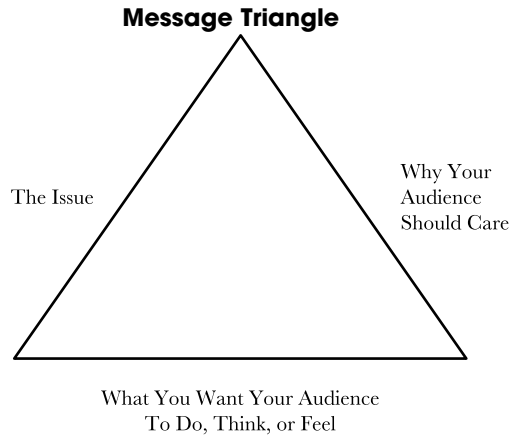 Message Triangle
The Issue
Why Your
Audience
Should Care
What You Want Your Audience
To Do, Think, or Feel